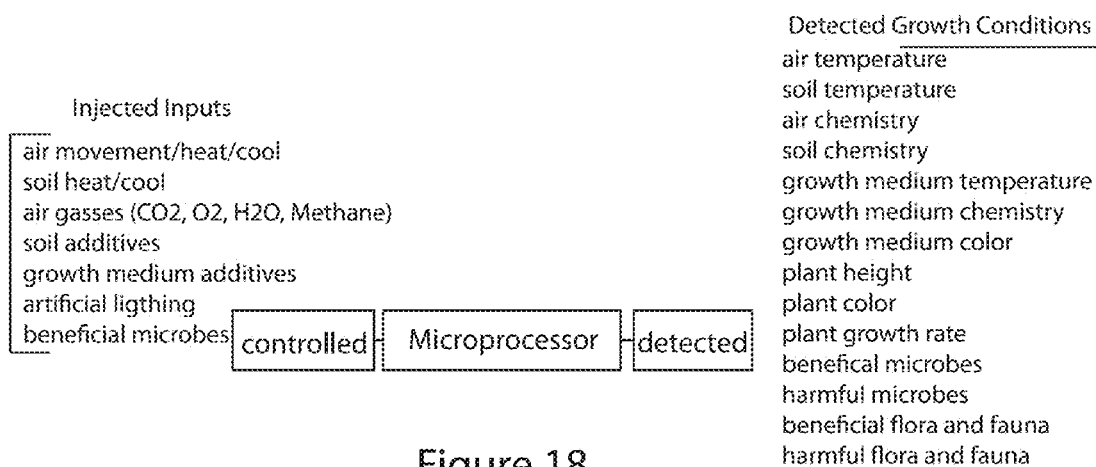 Injected Inputs
air movement/heat/cool
soil heat/cool
air gasses (CO2, O2, H2O, Methane)
soil additives
growth medium additives
artificial ligthing
beneficial microbes
controlled
Microprocessor
detected
Detected Growth Conditions
air temperature
soil temperature
air chemistry
soil chemistry
growth medium temperature
growth medium chemistry
growth medium color
plant height
plant color
plant growth rate
benefical microbes
harmful microbes
beneficial flora and fauna
harmful flora and fauna
Figure 18